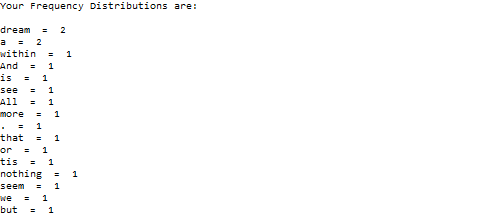 Your Frequency Distributions are:
dream = 2
a = 2
within = 1
And = 1
is = 1
see = 1
All = 1
more = 1
. = 1
that = 1
or = 1
tis = 1
nothing = 1
seem = 1
we = 1
but = 1